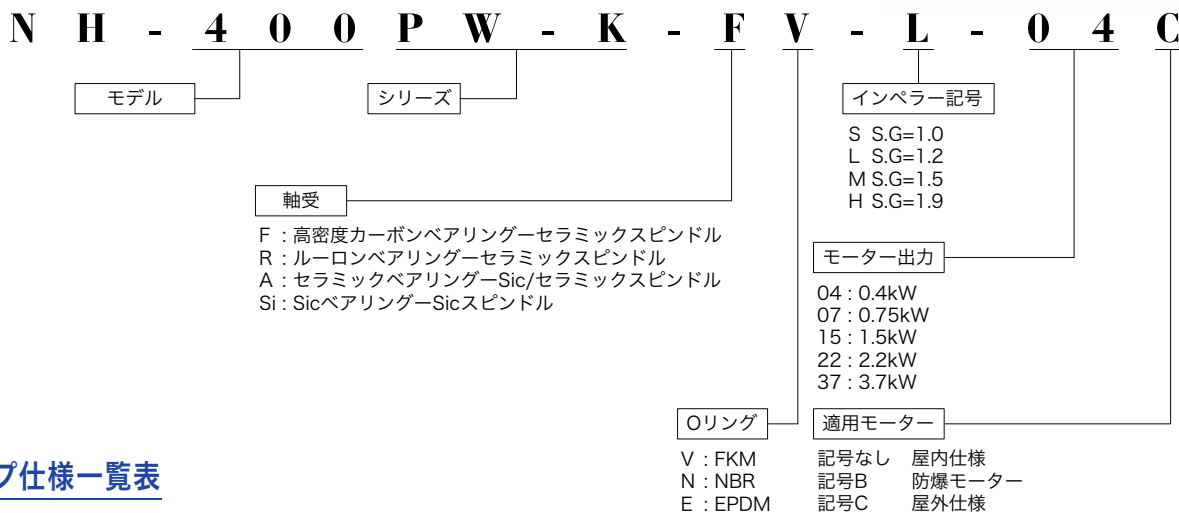 NH-400PW-K-FV-L-04C
モデル
シリーズ
インペラー記号
S S.G=1.0
L S.G=1.2
M S.G=1.5
H S.G=1.9
軸受
F : 高密度カーボンベアリングーセラミックスピンドル
R : ルーロンベアリングーセラミックスピンドル
A : セラミックベアリングーSic/セラミックスピンドル
Si : SicベアリングーSicスピンドル
モーター出力
04 : 0.4kW
07 : 0.75kW
15 : 1.5kW
22 : 2.2kW
37 : 3.7kW
Oリング
V : FKM
N : NBR
E : EPDM
適用モーター
記号なし 屋内仕様
記号B 防爆モーター
記号C 屋外仕様
プ仕様一覧表